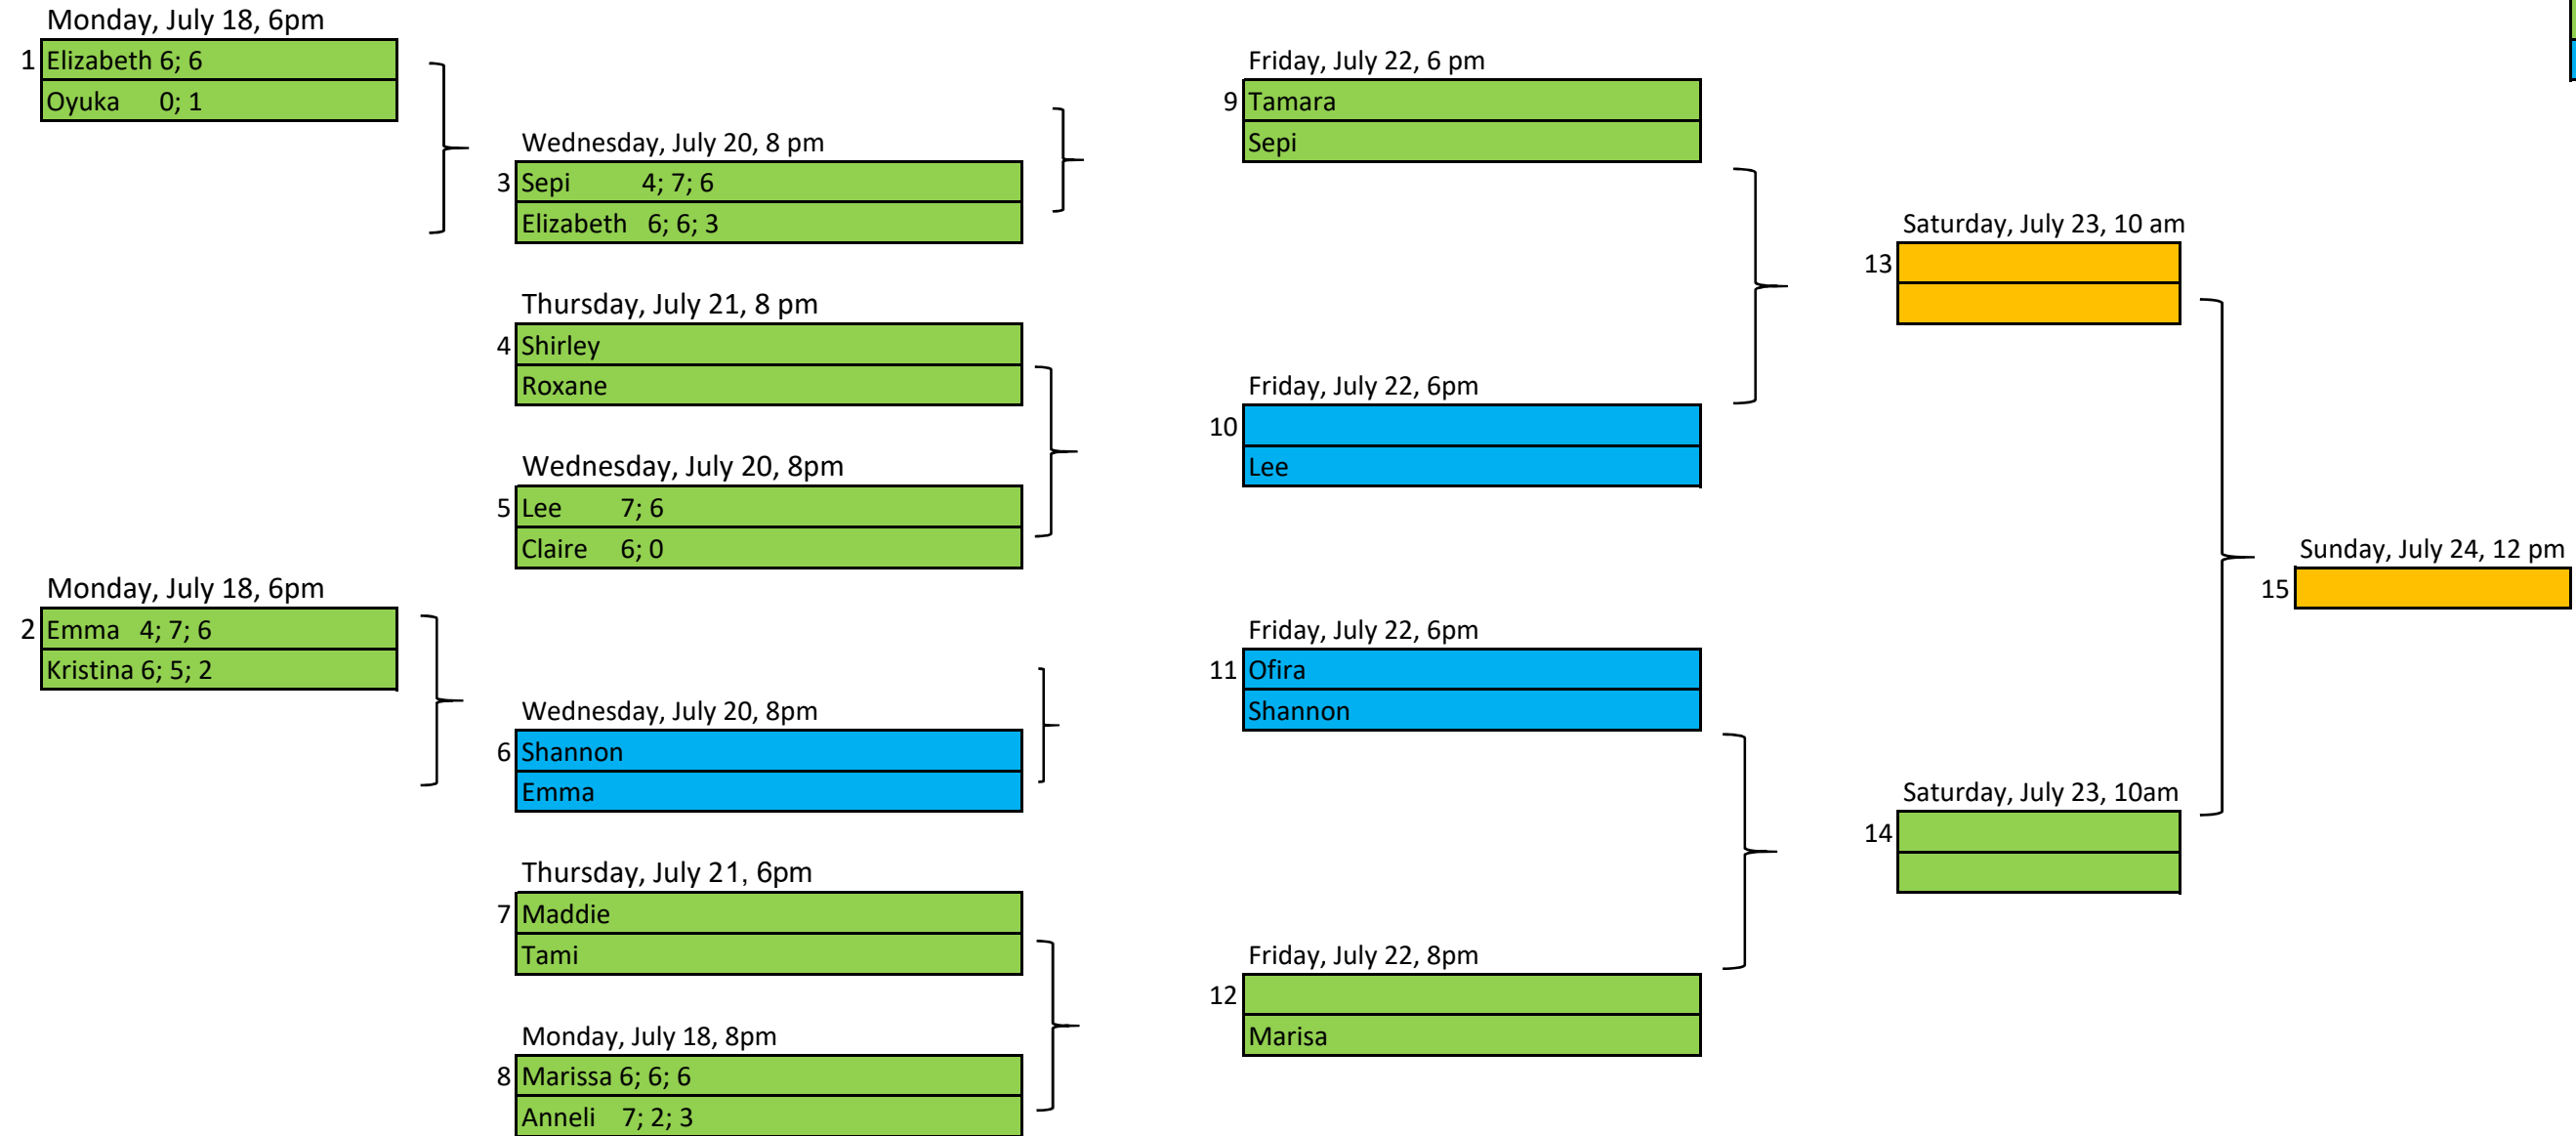 Monday, July 18, 6pm
1 Elizabeth 6; 6
Oyuka 0; 1
Monday, July 18, 6pm
2 Emma 4; 7; 6
Kristina 6; 5; 2
Wednesday, July 20, 8 pm
3 Sepi 4; 7; 6
Elizabeth 6; 6; 3
Thursday, July 21, 8 pm
4 Shirley
Roxane
Wednesday, July 20, 8pm
5 Lee 7; 6
Claire 6; 0
Wednesday, July 20, 8pm
6 Shannon
Emma
Thursday, July 21, 6pm
7 Maddie
Tami
Monday, July 18, 8pm
8 Marissa 6; 6; 6
Anneli 7; 2; 3
Friday, July 22, 6 pm
9 Tamara
Sepi
Friday, July 22, 6pm
10
Lee
Friday, July 22, 6pm
11 Ofira
Shannon
Friday, July 22, 8pm
12
Marisa
Saturday, July 23, 10 am
13
Saturday, July 23, 10am
14
Sunday, July 24, 12 pm
15